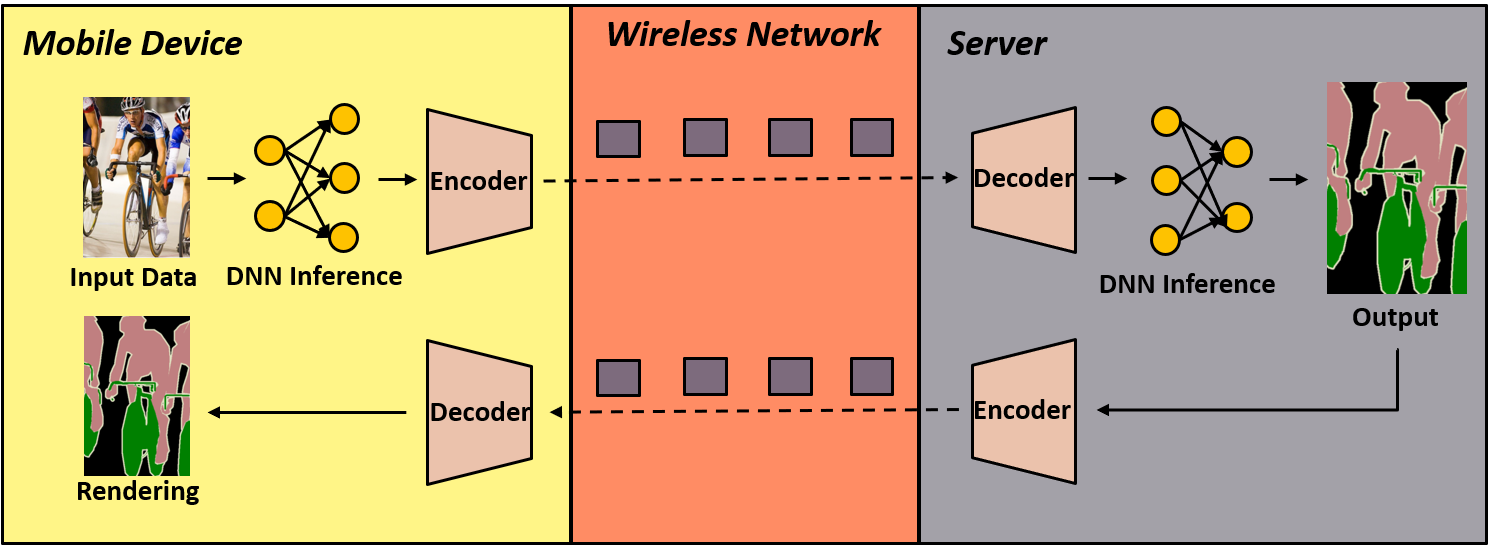 Mobile Device
Wireless Network
Server
Encoder
Decoder
Input Data
DNN Inference
DNN Inference
Output
Decoder
Encoder
Rendering